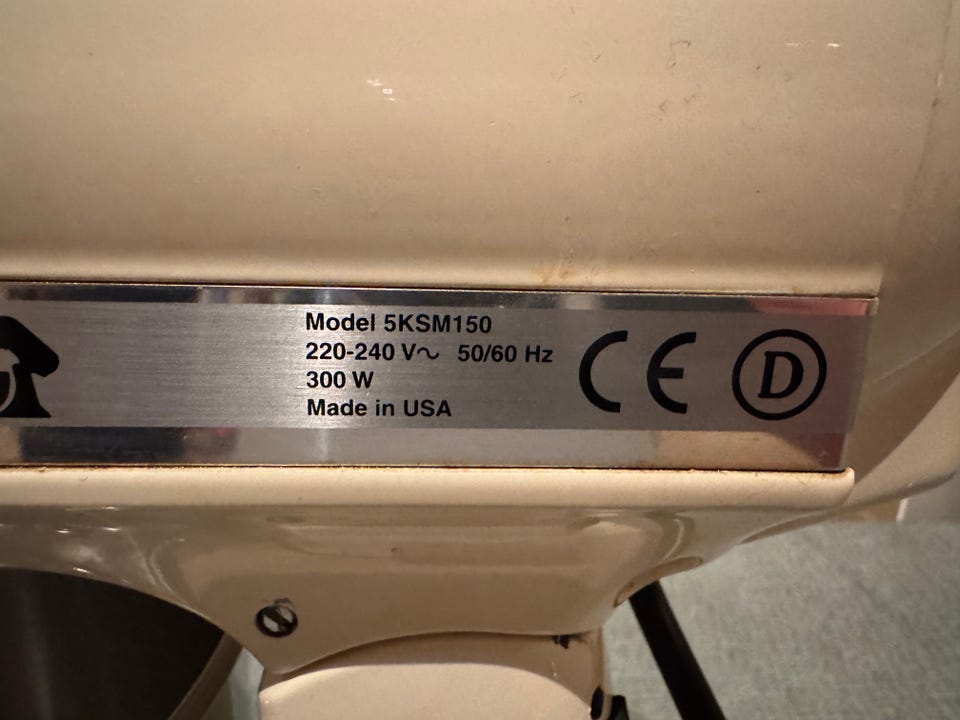 Model 5KSM150
220-240 V~ 50/60 Hz
300 W
Made in USA
CE
D